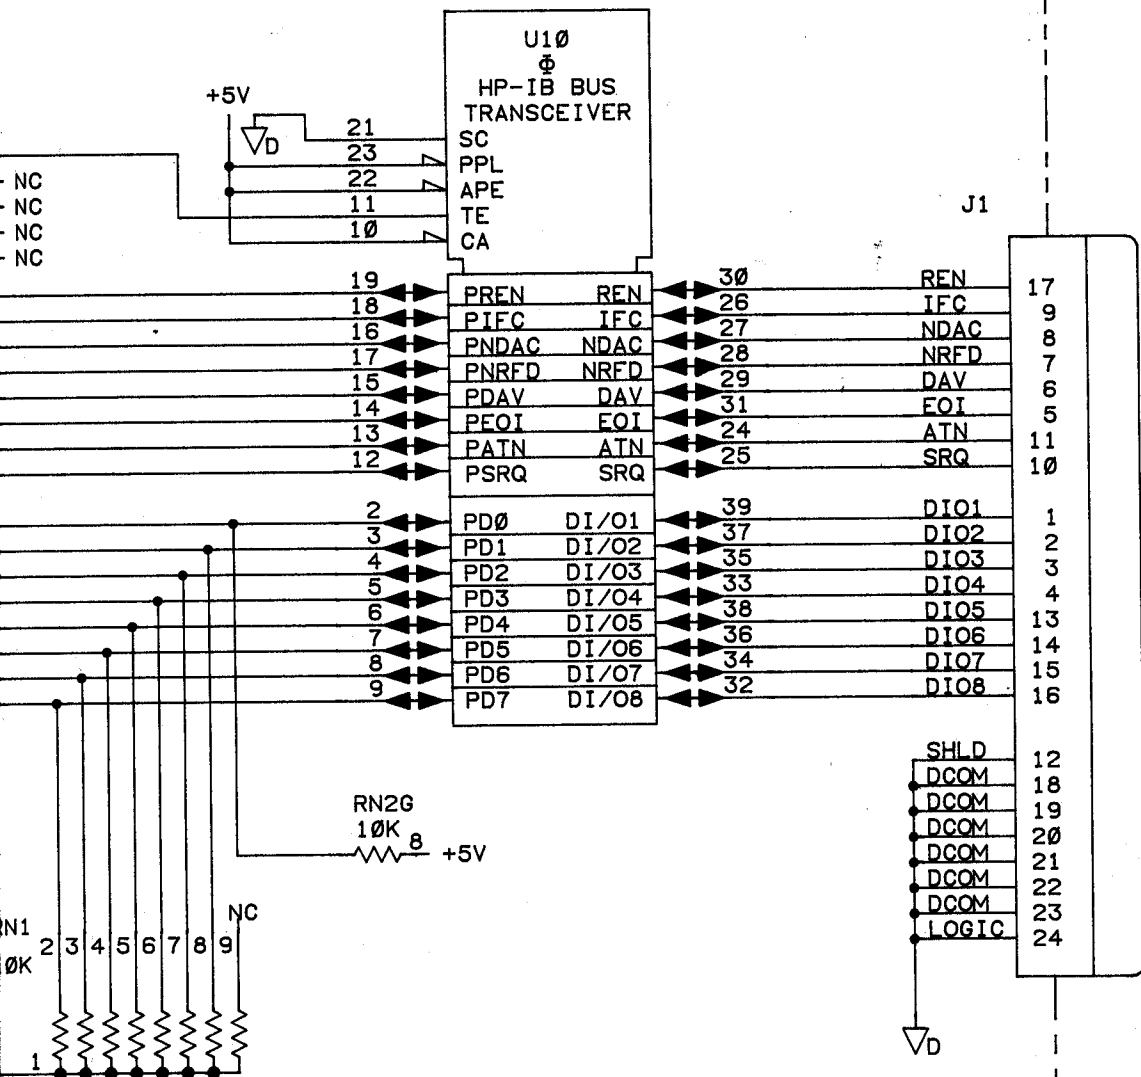 U1Ø
Φ
HP-IB BUS
TRANSCEIVER
+5V
D
21 SC
23 PPL
22 APE
11 TE
10 CA
- NC
- NC
- NC
- NC
J1
19 PREN REN 30 REN 17
18 PIFC IFC 26 IFC 9
16 PNDAC NDAC 27 NDAC 8
17 PNRFD NRFD 28 NRFD 7
15 PDAV DAV 29 DAV 6
14 PEOI EOI 31 EOI 5
13 PATN ATN 24 ATN 11
12 PSRQ SRQ 25 SRQ 1Ø
2 PDØ DI/O1 39 DIO1 1
3 PD1 DI/O2 37 DIO2 2
4 PD2 DI/O3 35 DIO3 3
5 PD3 DI/O4 33 DIO4 4
6 PD4 DI/O5 38 DIO5 13
7 PD5 DI/O6 36 DIO6 14
8 PD6 DI/O7 34 DIO7 15
9 PD7 DI/O8 32 DIO8 16
SHLD 12
DCOM 18
DCOM 19
DCOM 2Ø
DCOM 21
DCOM 22
DCOM 23
LOGIC 24
D
RN2G
1ØK 8 +5V
NC
N1
ØK
2 3 4 5 6 7 8 9
1